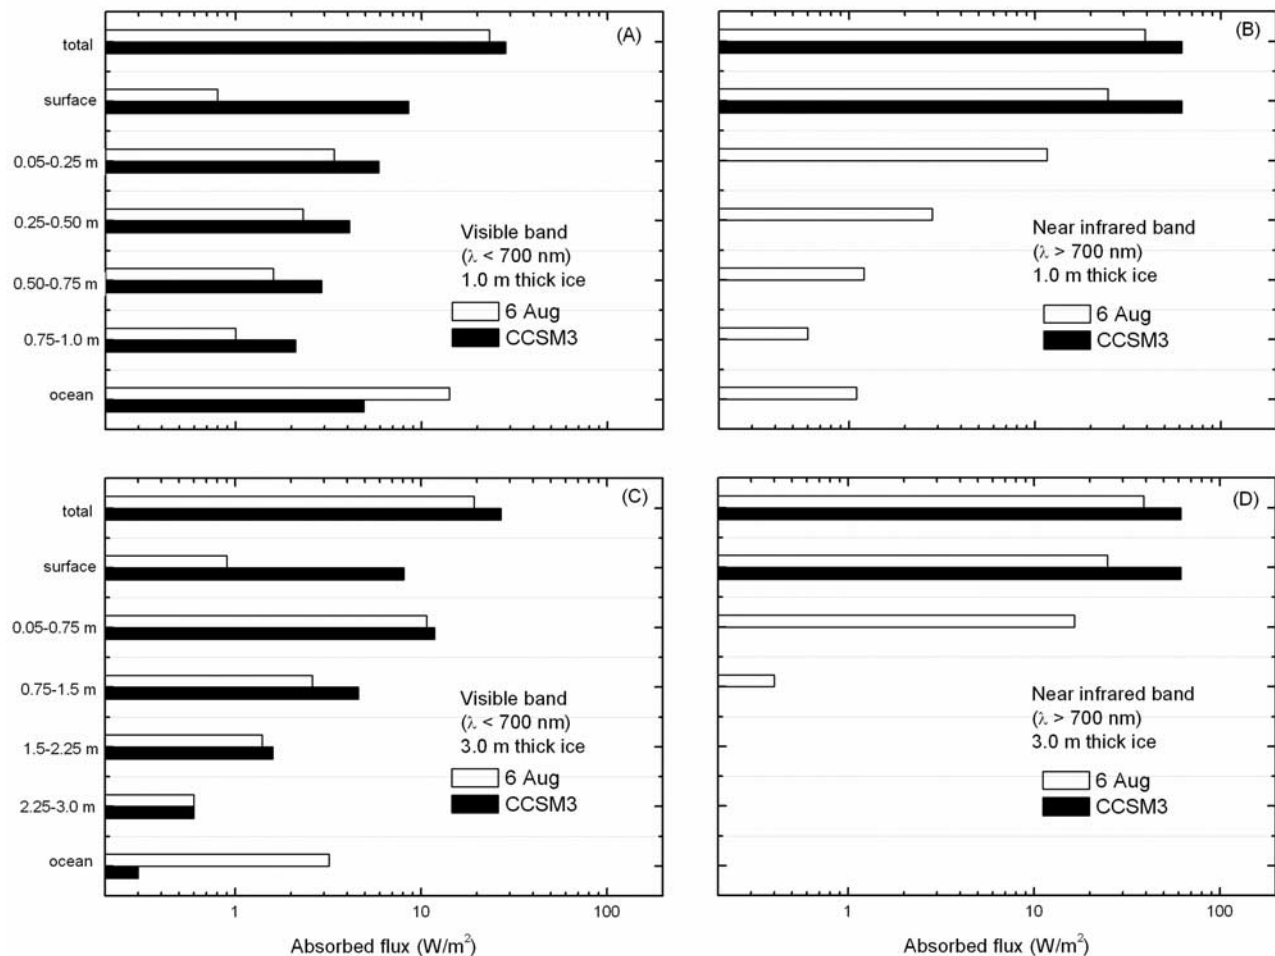 (A)
total
surface
0.05-0.25 m
0.25-0.50 m
0.50-0.75 m
0.75-1.0 m
ocean
Visible band
(λ < 700 nm)
1.0 m thick ice
6 Aug
CCSM3
1
10
100
(B)
Near infrared band
(λ > 700 nm)
1.0 m thick ice
6 Aug
CCSM3
1
10
100
(C)
total
surface
0.05-0.75 m
0.75-1.5 m
1.5-2.25 m
2.25-3.0 m
ocean
Visible band
(λ < 700 nm)
3.0 m thick ice
6 Aug
CCSM3
1
10
100
Absorbed flux (W/m²)
(D)
Near infrared band
(λ > 700 nm)
3.0 m thick ice
6 Aug
CCSM3
1
10
100
Absorbed flux (W/m²)